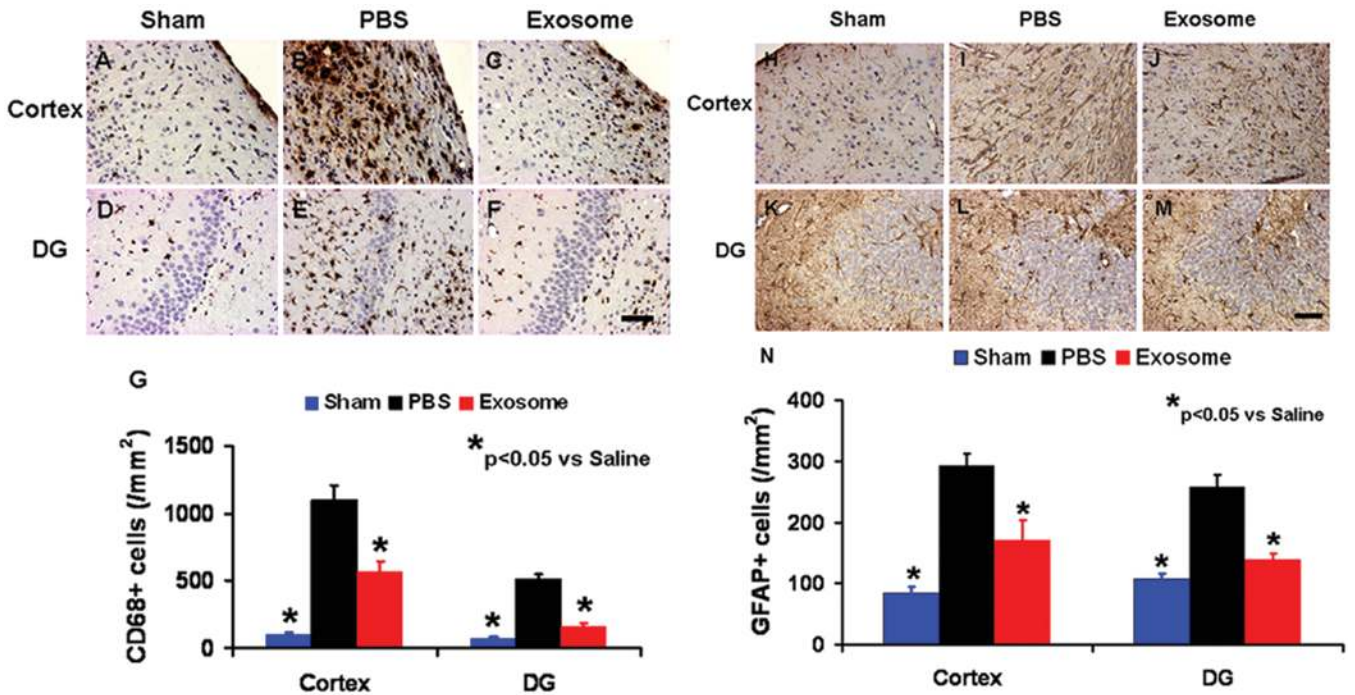 Sham PBS Exosome
Cortex
A B C
DG
D E F
G
Sham PBS Exosome
* p<0.05 vs Saline
CD68+ cells (/mm²)
1500
1000
500
0
* * * *
Cortex DG
Sham PBS Exosome
Cortex
H I J
DG
K L M
N
Sham PBS Exosome
* p<0.05 vs Saline
GFAP+ cells (/mm²)
400
300
200
100
0
* * * *
Cortex DG